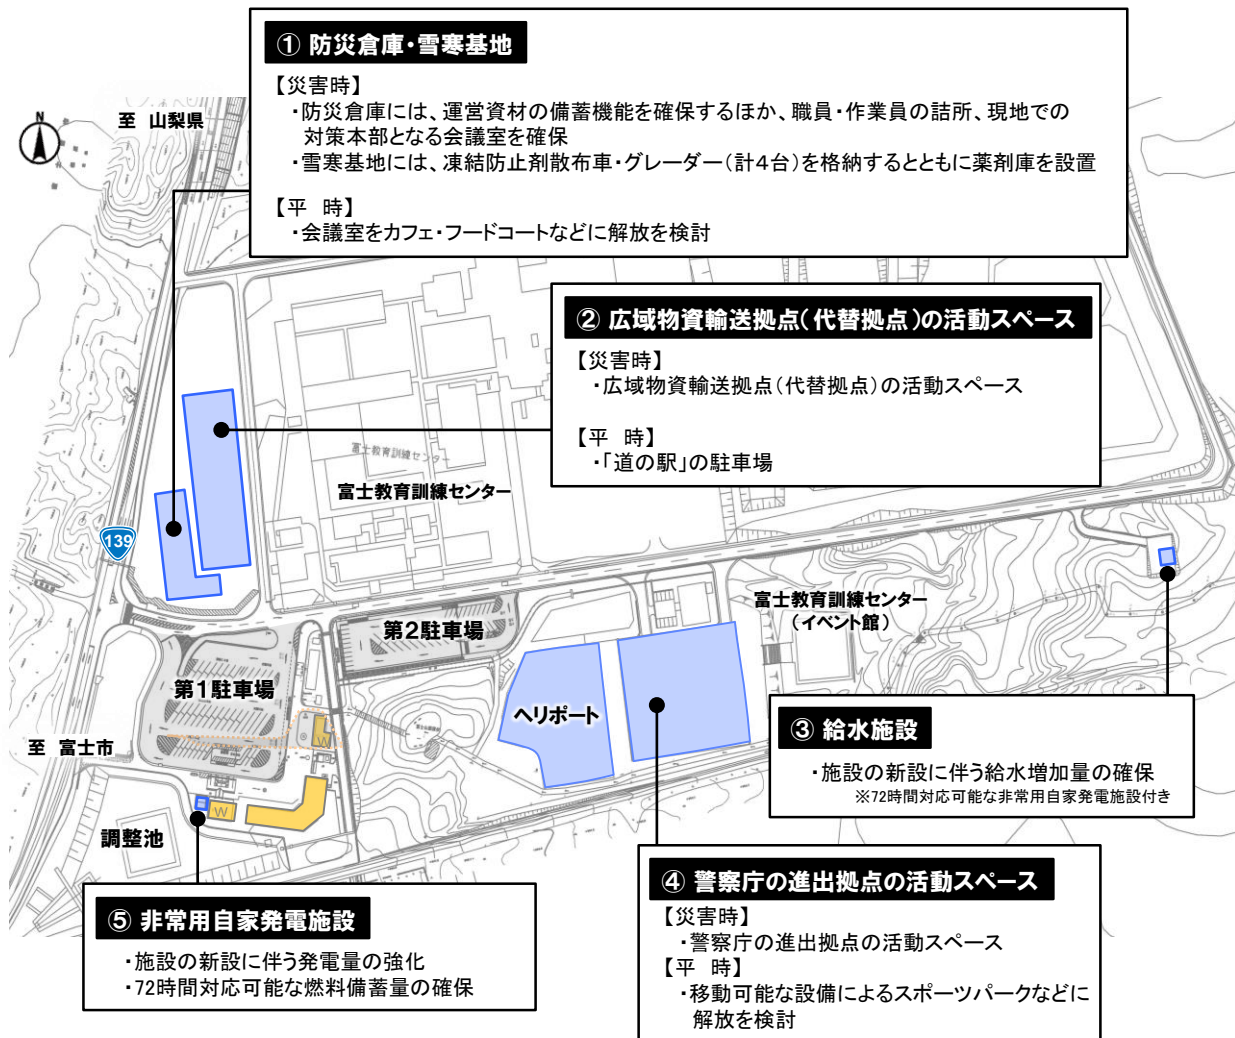 ① 防災倉庫・雪寒基地
【災害時】
・防災倉庫には、運営資材の備蓄機能を確保するほか、職員・作業員の詰所、現地での
対策本部となる会議室を確保
・雪寒基地には、凍結防止剤散布車・グレーダー（計４台）を格納するとともに薬剤庫を設置
【平　時】
・会議室をカフェ・フードコートなどに解放を検討
N
至 山梨県
② 広域物資輸送拠点（代替拠点）の活動スペース
【災害時】
・広域物資輸送拠点（代替拠点）の活動スペース
【平　時】
・「道の駅」の駐車場
富士教育訓練センター
富士教育訓練センター
139
富士教育訓練センター
（イベント館）
第２駐車場
第１駐車場
ヘリポート
至 富士市
W
W
調整池
③ 給水施設
・施設の新設に伴う給水増加量の確保
※72時間対応可能な非常用自家発電施設付き
④ 警察庁の進出拠点の活動スペース
【災害時】
・警察庁の進出拠点の活動スペース
【平　時】
・移動可能な設備によるスポーツパークなどに
解放を検討
⑤ 非常用自家発電施設
・施設の新設に伴う発電量の強化
・72時間対応可能な燃料備蓄量の確保